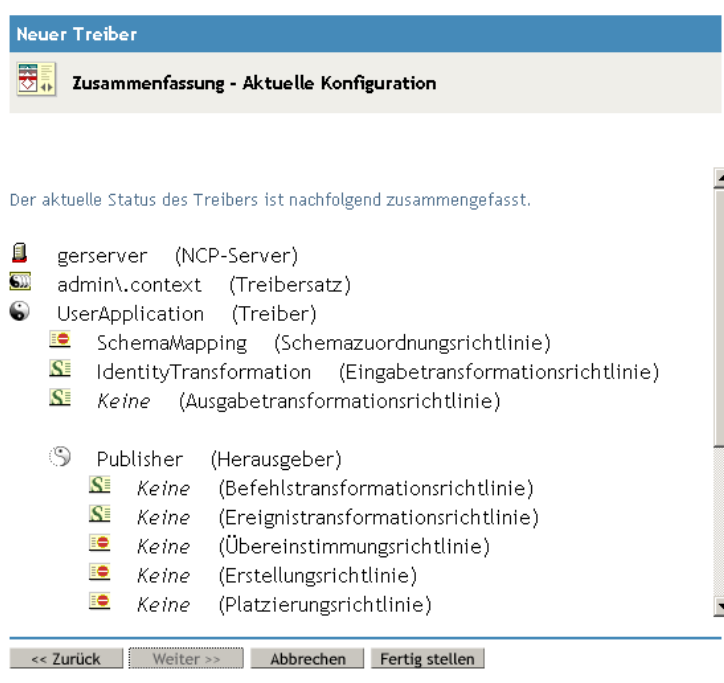 Neuer Treiber
Zusammenfassung - Aktuelle Konfiguration
Der aktuelle Status des Treibers ist nachfolgend zusammengefasst.
gerserver (NCP-Server)
admin\.context (Treibersatz)
UserApplication (Treiber)
SchemaMapping (Schemazuordnungsrichtlinie)
IdentityTransformation (Eingabetransformationsrichtlinie)
Keine (Ausgabetransformationsrichtlinie)
Publisher (Herausgeber)
Keine (Befehlstransformationsrichtlinie)
Keine (Ereignistransformationsrichtlinie)
Keine (Übereinstimmungsrichtlinie)
Keine (Erstellungsrichtlinie)
Keine (Platzierungsrichtlinie)
<< Zurück Weiter >> Abbrechen Fertig stellen